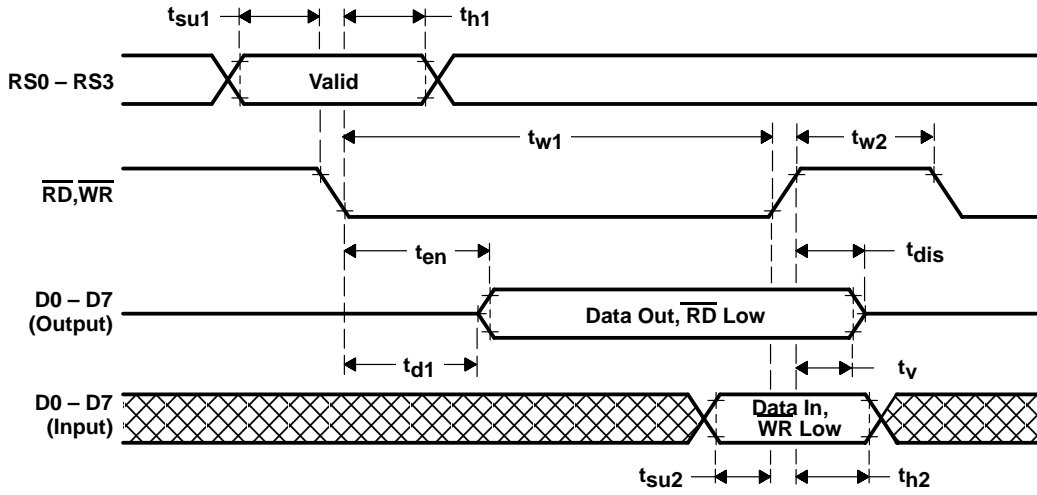 tsu1
th1
RS0 – RS3
Valid
tw1
tw2
RD,WR
ten
tdis
D0 – D7
(Output)
Data Out, RD Low
td1
tv
D0 – D7
(Input)
Data In,
WR Low
tsu2
th2